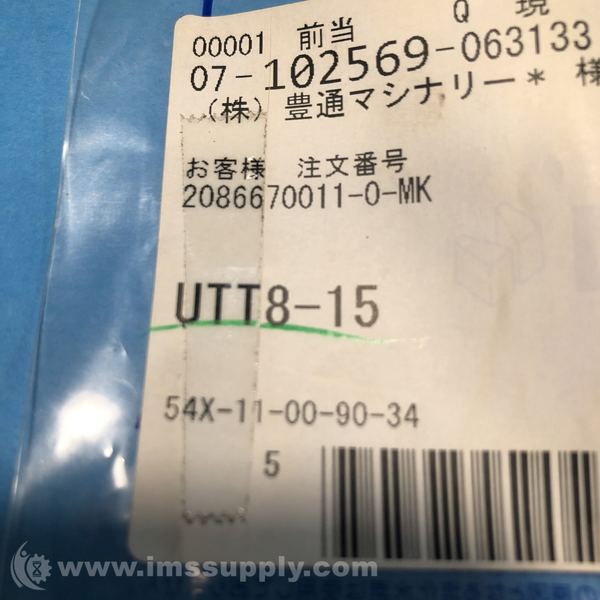 00001 前当 Q 現
07-102569-063133
(株) 豊通マシナリー* 様
お客様 注文番号
2086670011-O-MK
UTT8-15
54X-11-00-90-34
5
www.imssupply.com